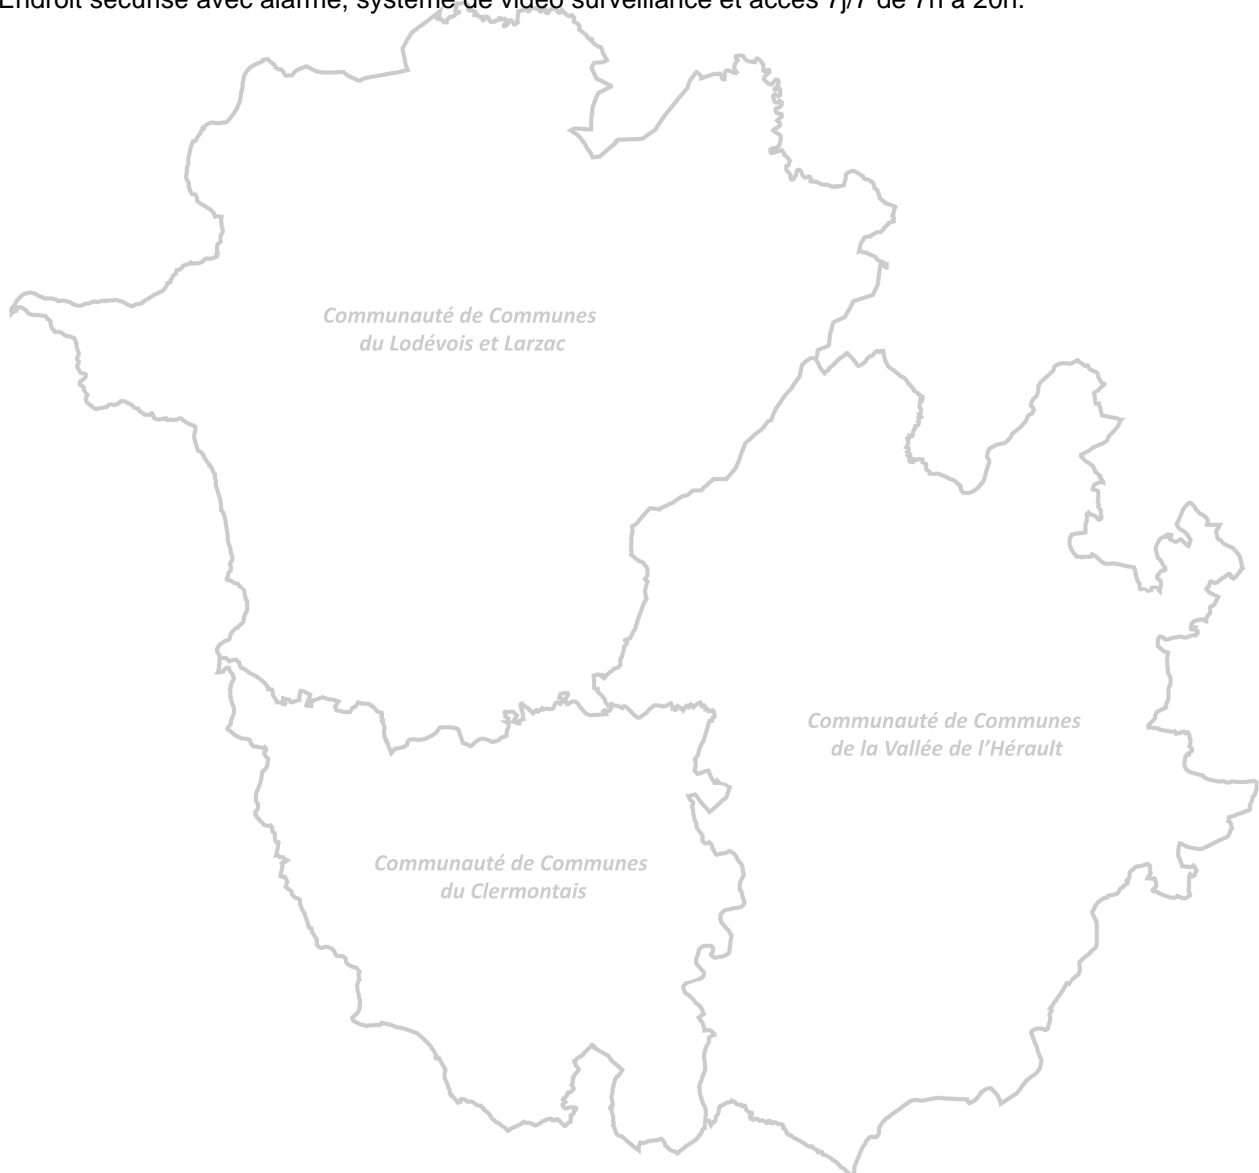 Endroit sécurisé avec alarme, système de vidéo surveillance et accès 7j/7 de 7h à 20h.
Communauté de Communes
du Lodévois et Larzac
Communauté de Communes
de la Vallée de l'Hérault
Communauté de Communes
du Clermontais